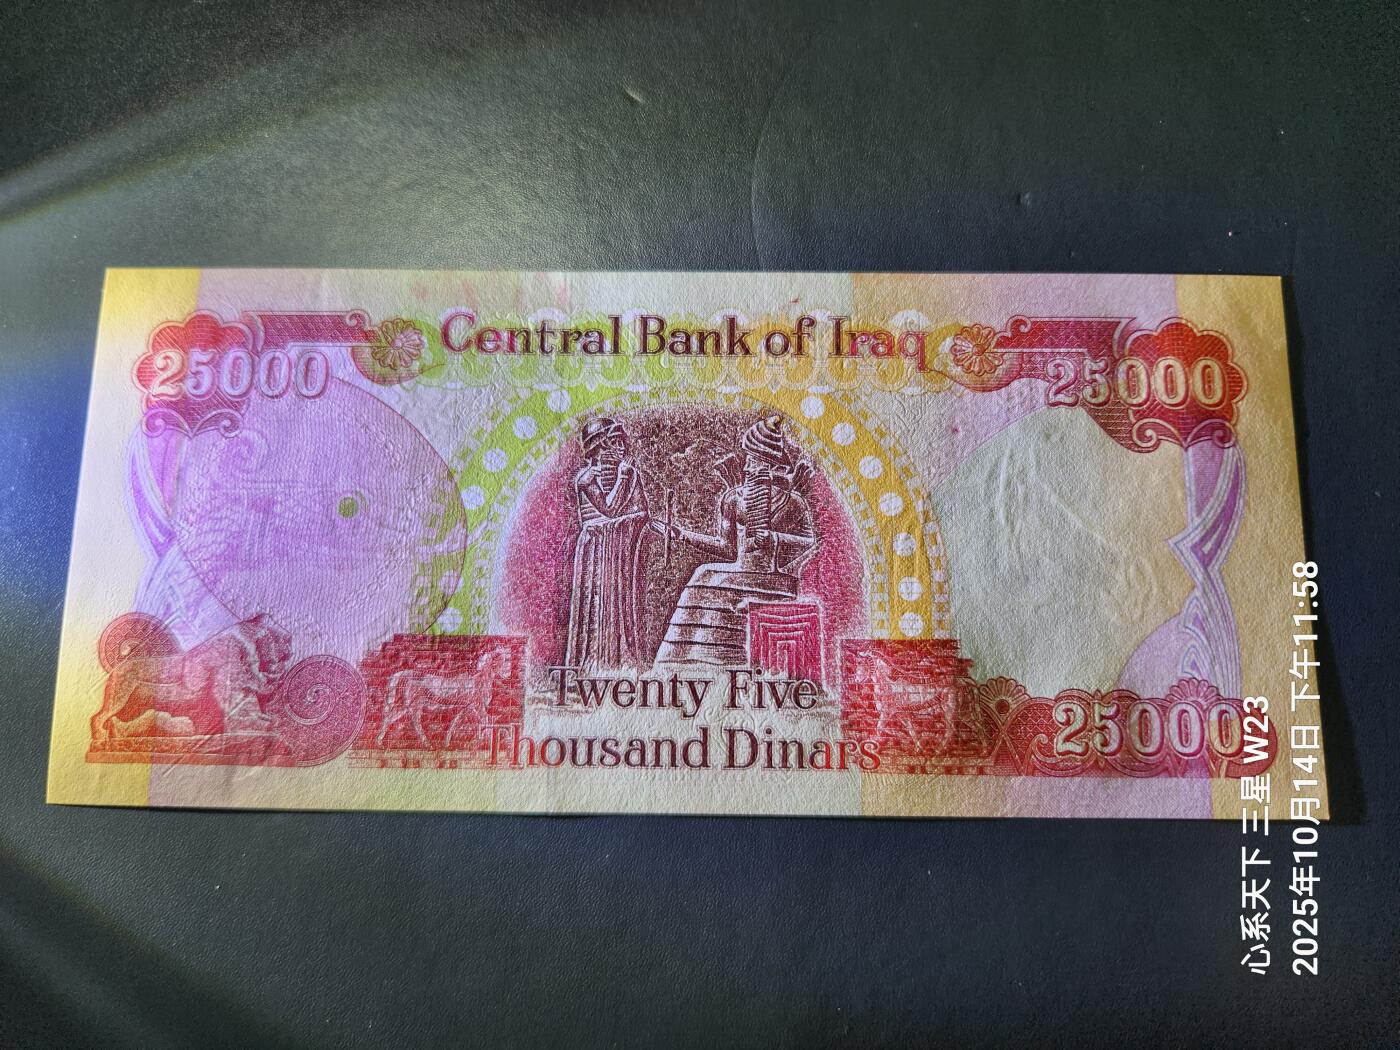 Central Bank of Iraq
25000
25000
Twenty Five
Thousand Dinars
25000
心系天下 三星 W23
2025年10月14日 下午11:58